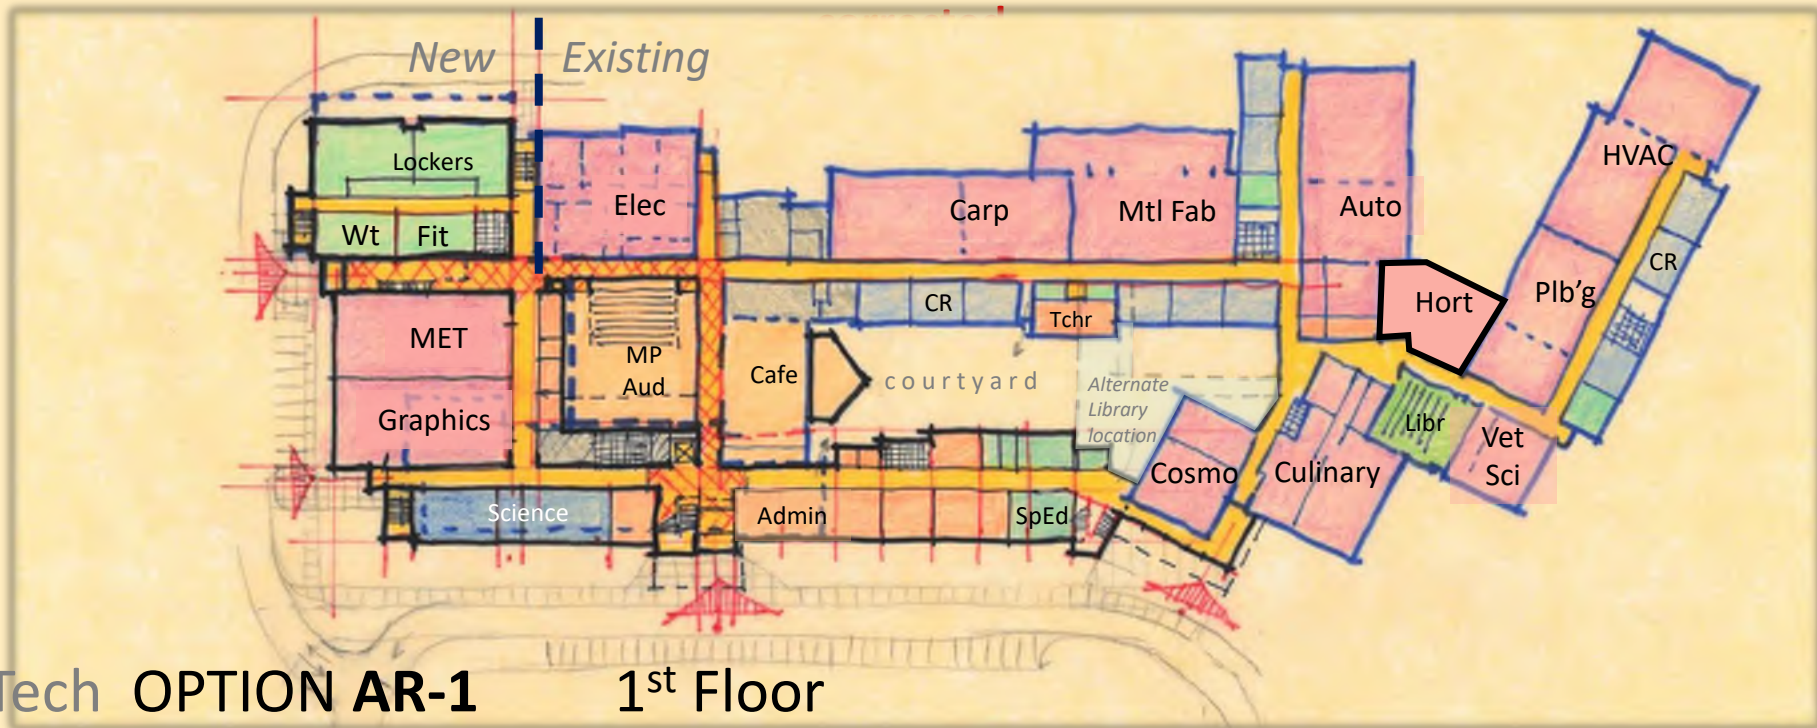 New
Existing
Lockers
Wt
Fit
Elec
Carp
Mtl Fab
Auto
HVAC
CR
Hort
Plb'g
MET
MP
Aud
Cafe
CR
Tchr
courtyard
Alternate
Library
location
Graphics
Libr
Vet
Sci
Cosmo
Culinary
Science
Admin
SpEd
Tech OPTION AR-1 1st Floor